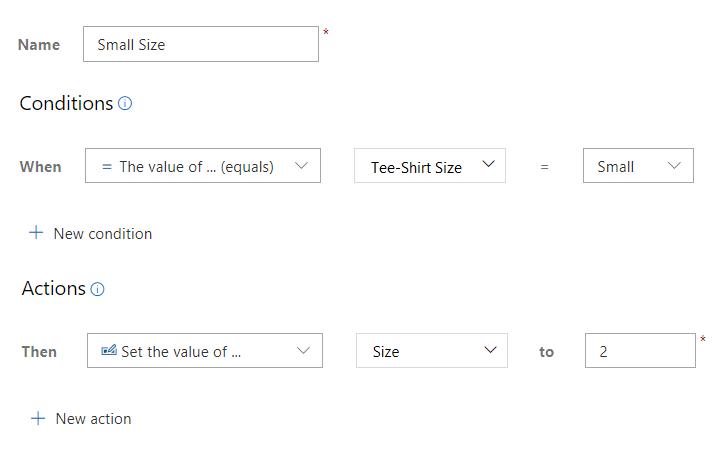 Name Small Size *
Conditions
When = The value of ... (equals) Tee-Shirt Size = Small
+ New condition
Actions
Then Set the value of ... Size to 2 *
+ New action